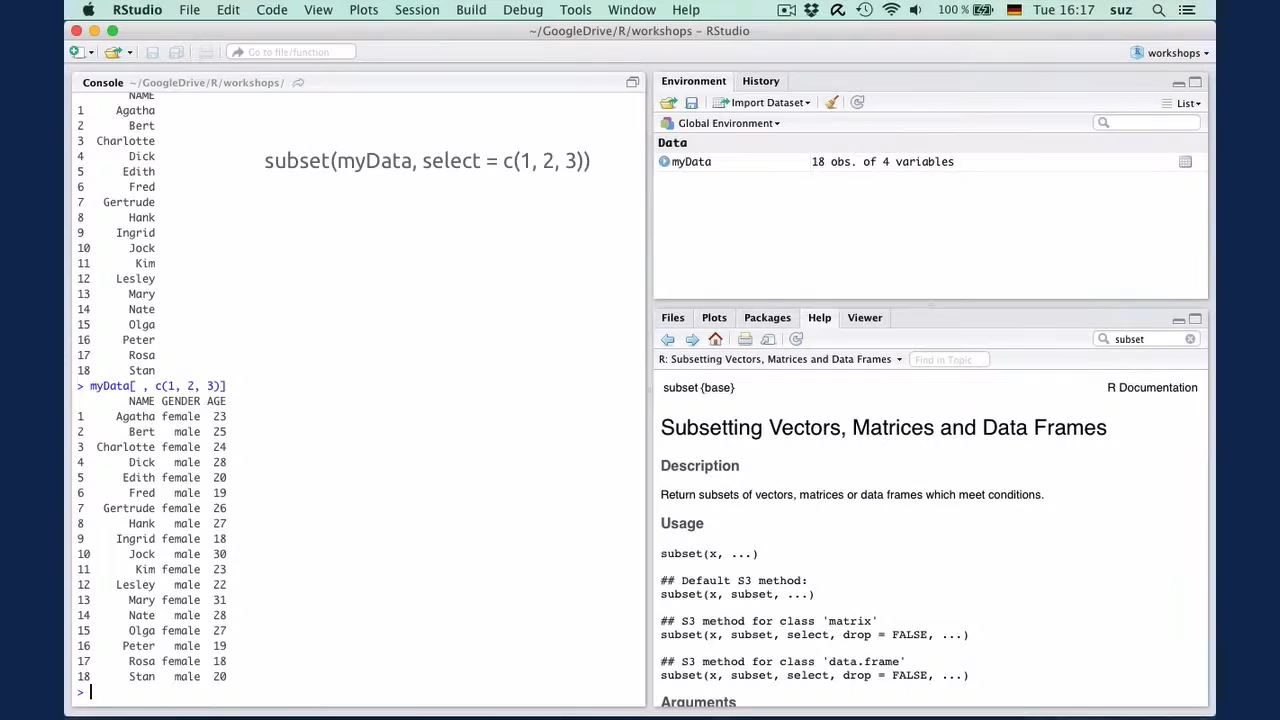 RStudio File Edit Code View Plots Session Build Debug Tools Window Help 100 % Tue 16:17 suz
~/GoogleDrive/R/workshops – RStudio
Go to file/function workshops
Console ~/GoogleDrive/R/workshops/
NAME
1 Agatha
2 Bert
3 Charlotte
4 Dick
5 Edith
6 Fred
7 Gertrude
8 Hank
9 Ingrid
10 Jock
11 Kim
12 Lesley
13 Mary
14 Nate
15 Olga
16 Peter
17 Rosa
18 Stan
> myData[ , c(1, 2, 3)]
NAME GENDER AGE
1 Agatha female 23
2 Bert male 25
3 Charlotte female 24
4 Dick male 28
5 Edith female 20
6 Fred male 19
7 Gertrude female 26
8 Hank male 27
9 Ingrid female 18
10 Jock male 30
11 Kim female 23
12 Lesley male 22
13 Mary female 31
14 Nate male 28
15 Olga female 27
16 Peter male 19
17 Rosa female 18
18 Stan male 20
>
subset(myData, select = c(1, 2, 3))
Environment History
Import Dataset List
Global Environment
Data
myData 18 obs. of 4 variables
Files Plots Packages Help Viewer
subset
R: Subsetting Vectors, Matrices and Data Frames Find in Topic
subset {base} R Documentation
Subsetting Vectors, Matrices and Data Frames
Description
Return subsets of vectors, matrices or data frames which meet conditions.
Usage
subset(x, ...)
## Default S3 method:
subset(x, subset, ...)
## S3 method for class 'matrix'
subset(x, subset, select, drop = FALSE, ...)
## S3 method for class 'data.frame'
subset(x, subset, select, drop = FALSE, ...)
Arguments